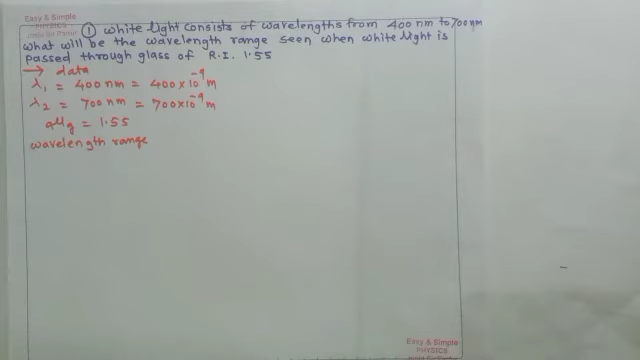 Easy & Simple
PHYSICS
① White light consists of wavelengths from 400 nm to 700 nm
what will be the wavelength range seen when white light is
passed through glass of R.I. 1.55
→ data
λ₁ = 400 nm = 400 × 10⁻⁹ m
λ₂ = 700 nm = 700×10⁻⁹ m
aμg = 1.55
wavelength range
Easy & Simple
PHYSICS